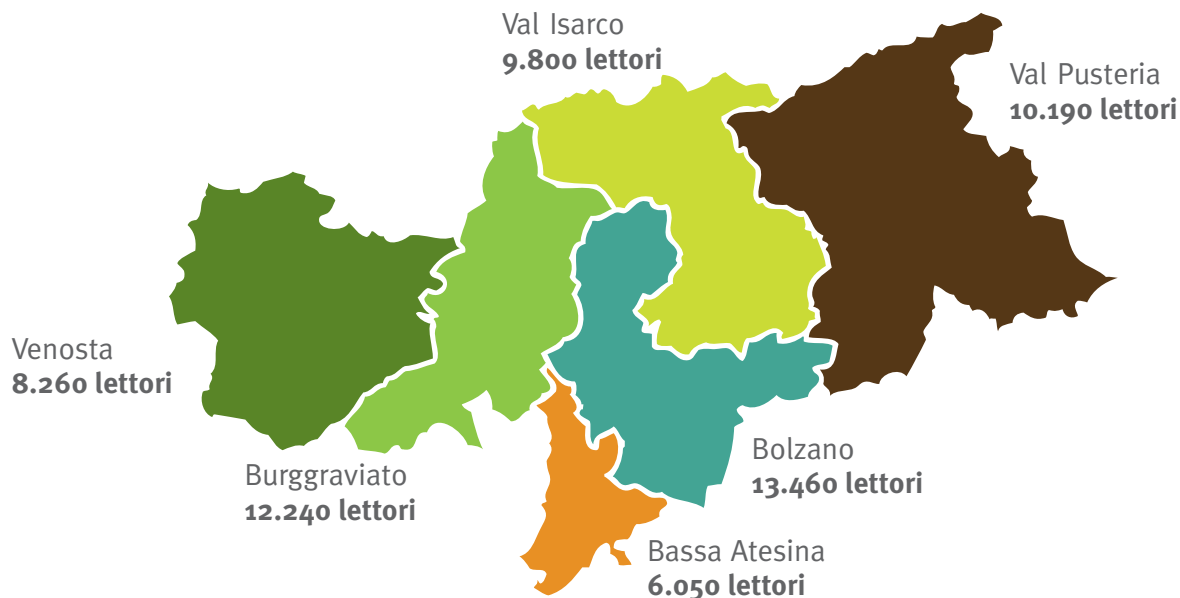 Val Isarco
9.800 lettori
Val Pusteria
10.190 lettori
Venosta
8.260 lettori
Burggraviato
12.240 lettori
Bolzano
13.460 lettori
Bassa Atesina
6.050 lettori